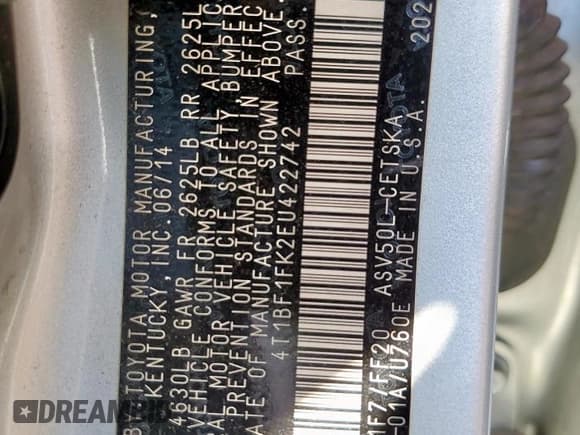 TOYOTA MOTOR MANUFACTURING,
KENTUCKY, INC. 06/14
4630LB GAWR FR 2625LB RR 2625L
VEHICLE CONFORMS TO ALL APPLIC
AL MOTOR VEHICLE SAFETY, BUMPER
PREVENTION STANDARDS IN EFFEC
ATE OF MANUFACTURE SHOWN ABOVE.
4T1BF1FK2EU422742 PASS.
1F7/FF20 ASV50L-CETSKA 202
01A/U760E MADE IN U.S.A.
DREAMBID